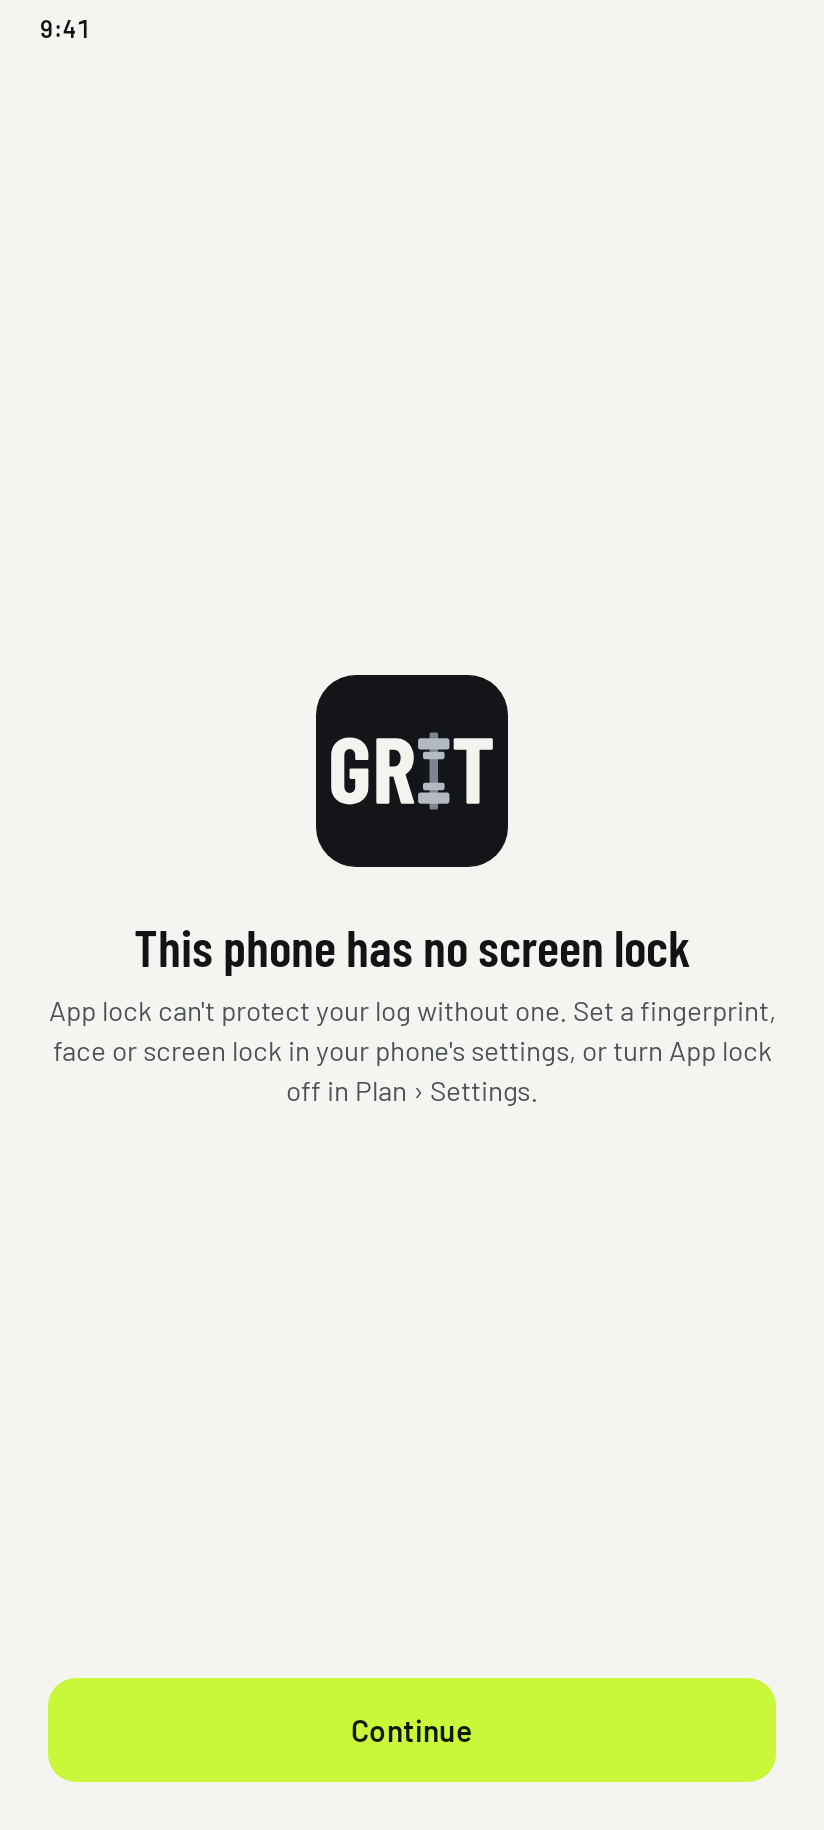 9:41
GRIT
This phone has no screen lock
App lock can't protect your log without one. Set a fingerprint,
face or screen lock in your phone's settings, or turn App lock
off in Plan › Settings.
Continue